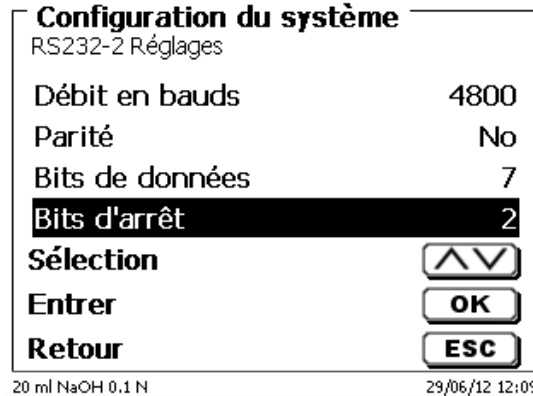 Configuration du système
RS232-2 Réglages
Débit en bauds 4800
Parité No
Bits de données 7
Bits d'arrêt 2
Sélection
Entrer OK
Retour ESC
20 ml NaOH 0.1 N 29/06/12 12:09